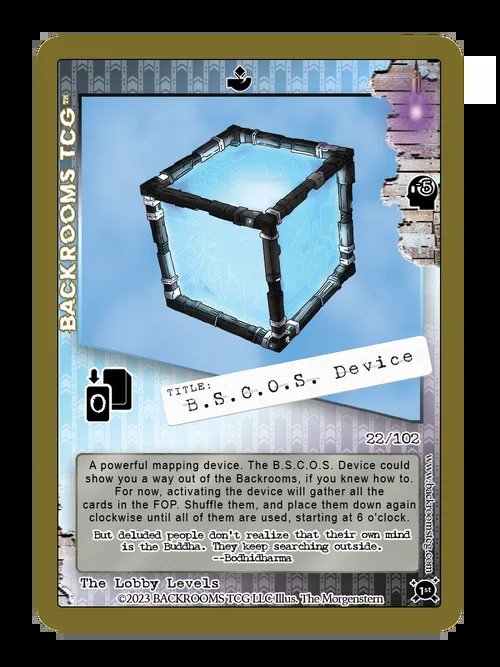 BACKROOMS TCG™
5
TITLE:
B.S.C.O.S. Device
0
22/102
A powerful mapping device. The B.S.C.O.S. Device could
show you a way out of the Backrooms, if you knew how to.
For now, activating the device will gather all the
cards in the FOP. Shuffle them, and place them down again
clockwise until all of them are used, starting at 6 o'clock.
But deluded people don't realize that their own mind
is the Buddha. They keep searching outside.
--Bodhidharma
www.backroomstcg.com
The Lobby Levels
©2023 BACKROOMS TCG LLC Illus. The Morgenstern
1st